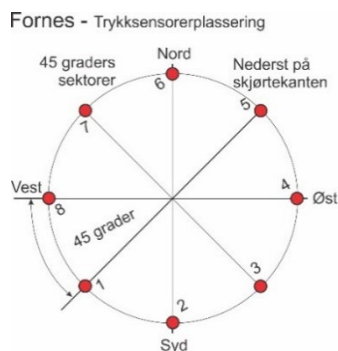 Fornes - Trykksensorerplassering
Nord
45 graders
sektorer
Nederst på
skjørtekanten
6
7
5
Vest
8
4
Øst
45 grader
1
2
3
Syd